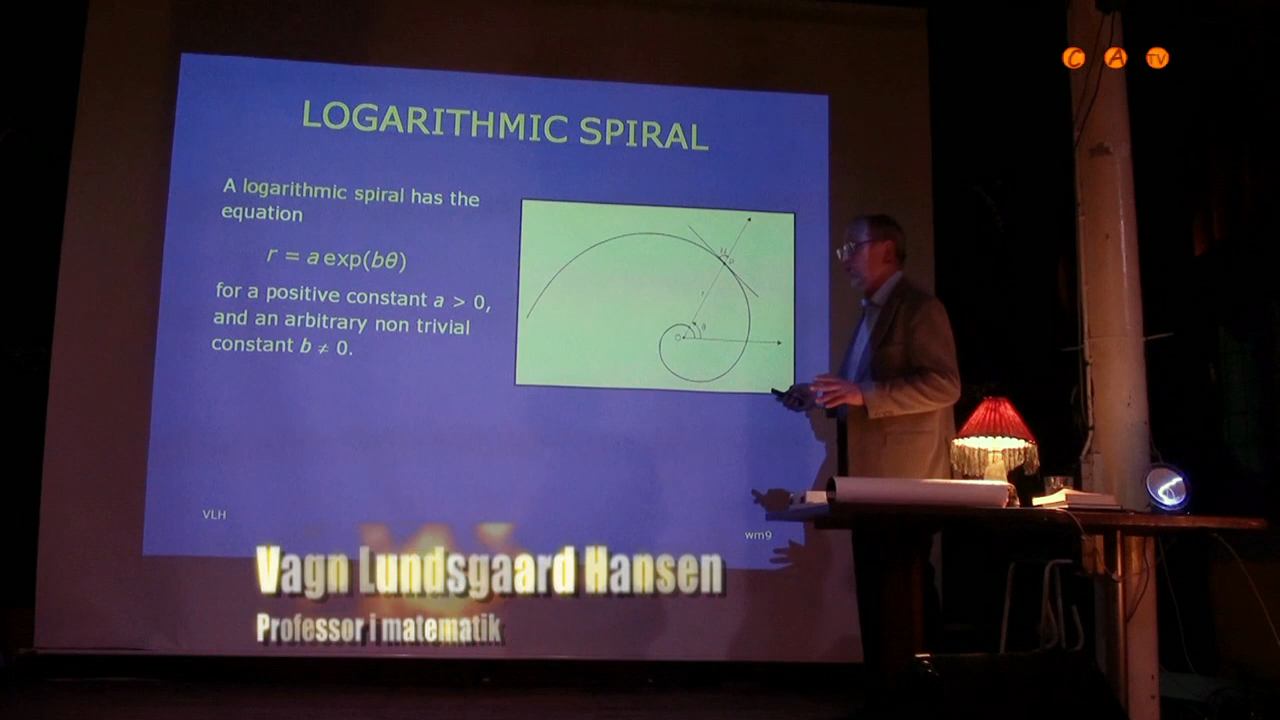 C A TV
LOGARITHMIC SPIRAL
A logarithmic spiral has the
equation
r = a exp(bθ)
for a positive constant a > 0,
and an arbitrary non trivial
constant b ≠ 0.
P
r
θ
O
VLH
wm9
Vagn Lundsgaard Hansen
Professor i matematik